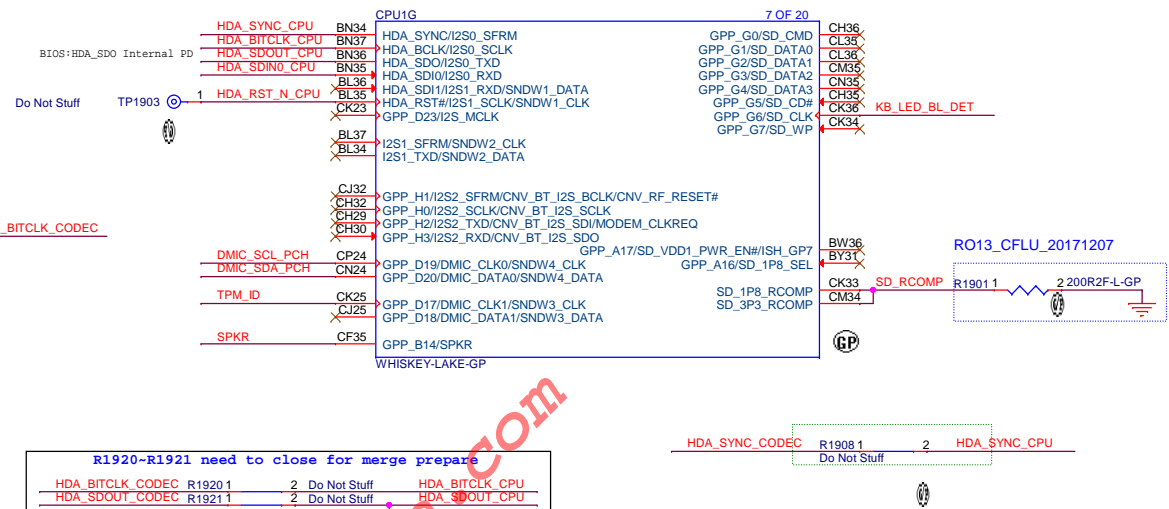 CPU1G 7 OF 20
HDA_SYNC_CPU BN34 HDA_SYNC/I2S0_SFRM GPP_G0/SD_CMD CH36
HDA_BITCLK_CPU BN37 HDA_BCLK/I2S0_SCLK GPP_G1/SD_DATA0 CL35
BIOS:HDA_SDO Internal PD HDA_SDOUT_CPU BN36 HDA_SDO/I2S0_TXD GPP_G2/SD_DATA1 CL36
HDA_SDIN0_CPU BN35 HDA_SDI0/I2S0_RXD GPP_G3/SD_DATA2 CM35
BL36 HDA_SDI1/I2S1_RXD/SNDW1_DATA GPP_G4/SD_DATA3 CN35
Do Not Stuff TP1903 1 HDA_RST_N_CPU BL35 HDA_RST#/I2S1_SCLK/SNDW1_CLK GPP_G5/SD_CD# CH35
CK23 GPP_D23/I2S_MCLK GPP_G6/SD_CLK CK36 KB_LED_BL_DET
GPP_G7/SD_WP CK34
BL37 I2S1_SFRM/SNDW2_CLK
BL34 I2S1_TXD/SNDW2_DATA
CJ32 GPP_H1/I2S2_SFRM/CNV_BT_I2S_BCLK/CNV_RF_RESET#
CH32 GPP_H0/I2S2_SCLK/CNV_BT_I2S_SCLK
CH29 GPP_H2/I2S2_TXD/CNV_BT_I2S_SDI/MODEM_CLKREQ
CH30 GPP_H3/I2S2_RXD/CNV_BT_I2S_SDO
_BITCLK_CODEC
GPP_A17/SD_VDD1_PWR_EN#/ISH_GP7 BW36
DMIC_SCL_PCH CP24 GPP_D19/DMIC_CLK0/SNDW4_CLK GPP_A16/SD_1P8_SEL BY31
DMIC_SDA_PCH CN24 GPP_D20/DMIC_DATA0/SNDW4_DATA
RO13_CFLU_20171207
SD_1P8_RCOMP CK33 SD_RCOMP R1901 1 2 200R2F-L-GP
TPM_ID CK25 GPP_D17/DMIC_CLK1/SNDW3_CLK SD_3P3_RCOMP CM34
CJ25 GPP_D18/DMIC_DATA1/SNDW3_DATA
SPKR CF35 GPP_B14/SPKR
GP
WHISKEY-LAKE-GP
.com
HDA_SYNC_CODEC R1908 1 2 HDA_SYNC_CPU
Do Not Stuff
R1920~R1921 need to close for merge prepare
HDA_BITCLK_CODEC R1920 1 2 Do Not Stuff HDA_BITCLK_CPU
HDA_SDOUT_CODEC R1921 1 2 Do Not Stuff HDA_SDOUT_CPU